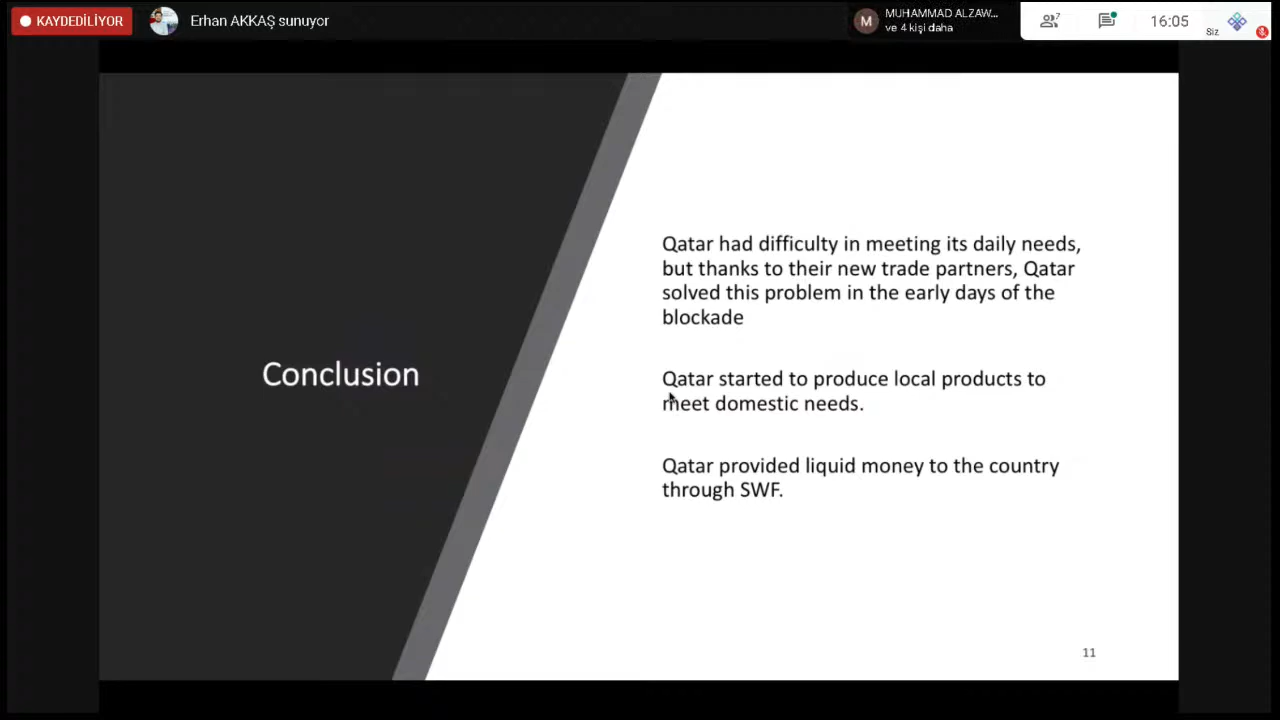 KAYDEDİLİYOR
Erhan AKKAŞ sunuyor
M
MUHAMMAD ALZAW...
ve 4 kişi daha
7
16:05
Siz
Conclusion
Qatar had difficulty in meeting its daily needs,
but thanks to their new trade partners, Qatar
solved this problem in the early days of the
blockade
Qatar started to produce local products to
meet domestic needs.
Qatar provided liquid money to the country
through SWF.
11